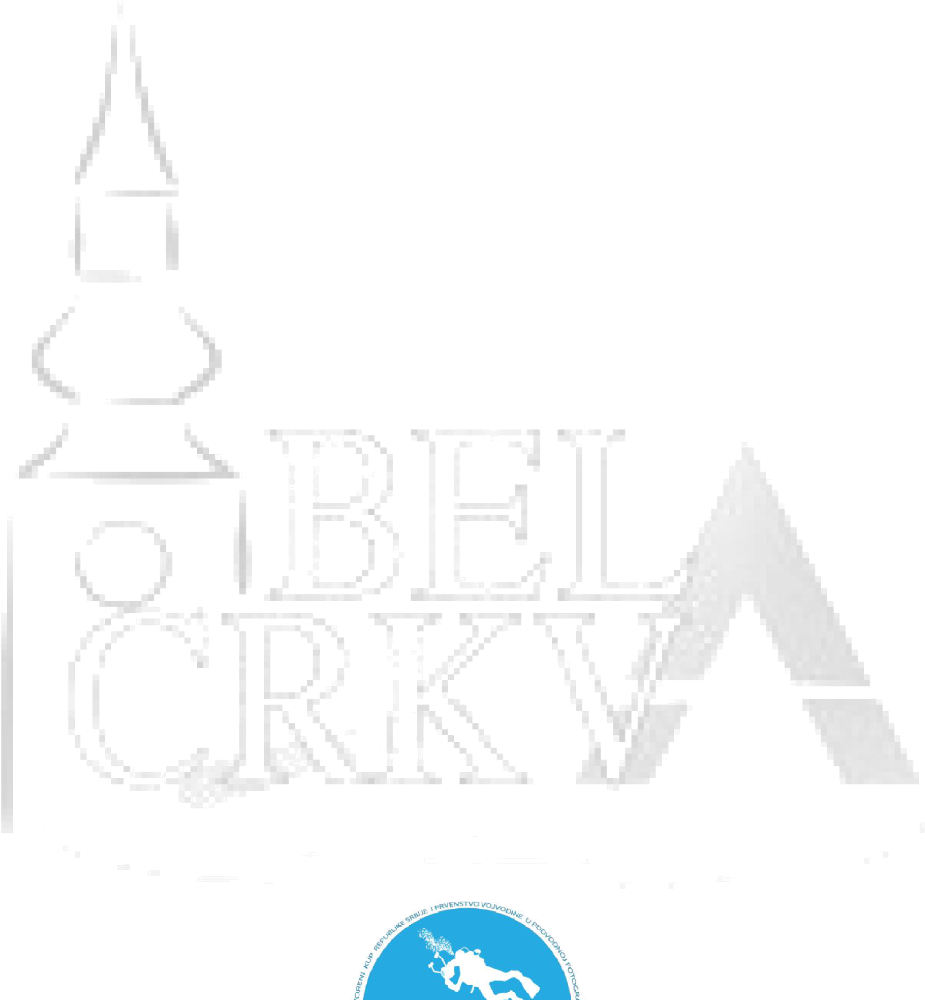 BELA
CRKVA
KUP REPUBLIKE SRBIJE I PRVENSTVO VOJVODINE U PODVODNOJ